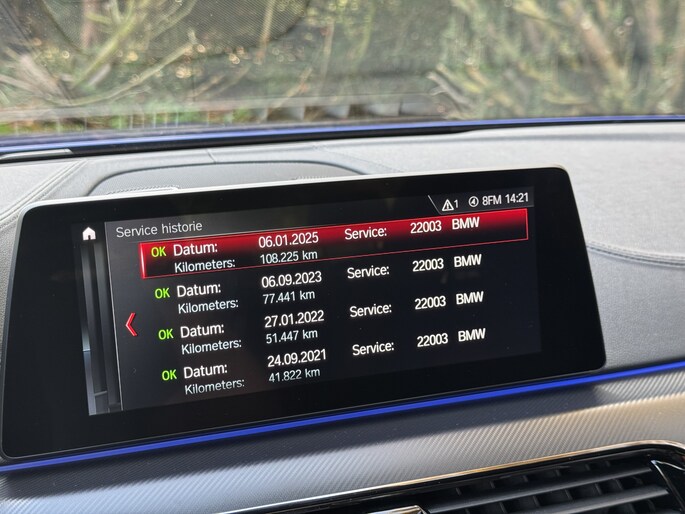 1 8FM 14:21
Service historie
OK Datum: 06.01.2025 Service: 22003 BMW
Kilometers: 108.225 km
OK Datum: 06.09.2023 Service: 22003 BMW
Kilometers: 77.441 km
OK Datum: 27.01.2022 Service: 22003 BMW
Kilometers: 51.447 km
OK Datum: 24.09.2021 Service: 22003 BMW
Kilometers: 41.822 km